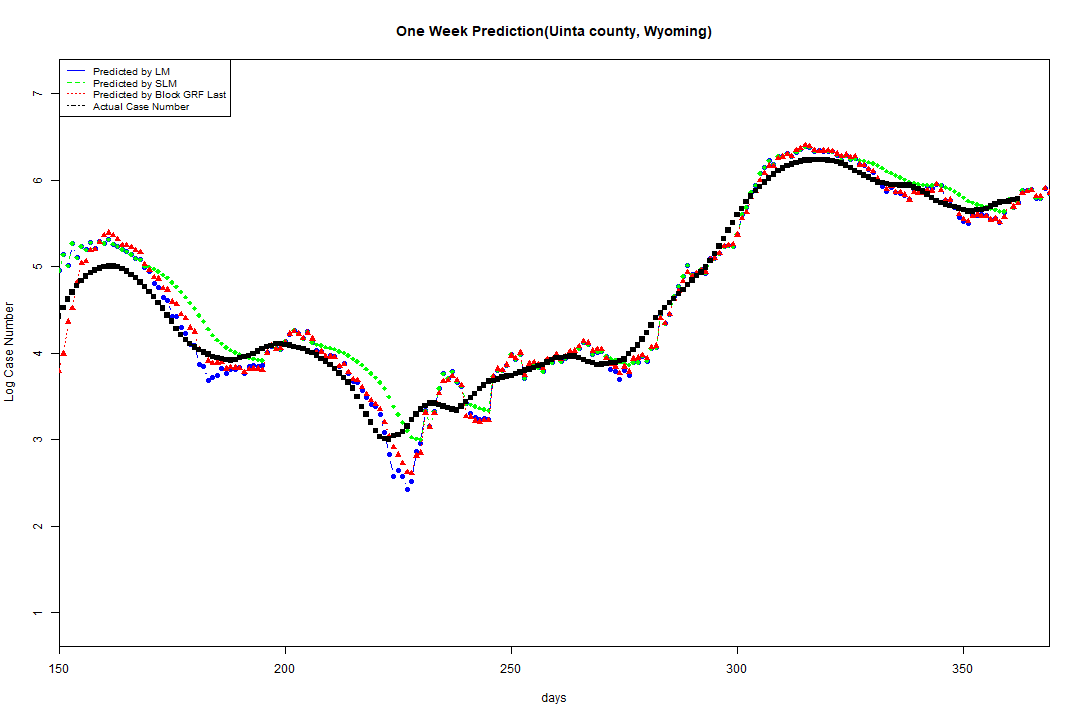 One Week Prediction(Uinta county, Wyoming)
Predicted by LM
Predicted by SLM
Predicted by Block GRF Last
Actual Case Number
7
6
5
4
3
2
1
Log Case Number
150 200 250 300 350
days